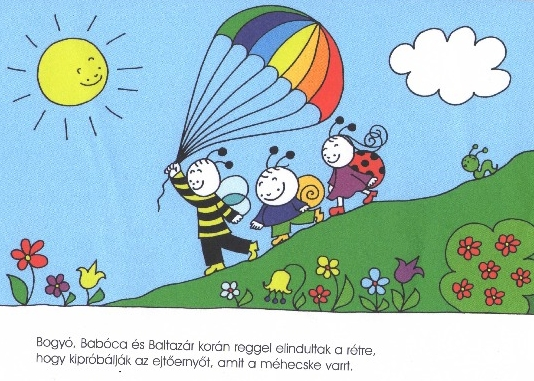 Bogyó, Babóca és Baltazár korán reggel elindultak a rétre,
hogy kipróbálják az ejtőernyőt, amit a méhecske varrt.